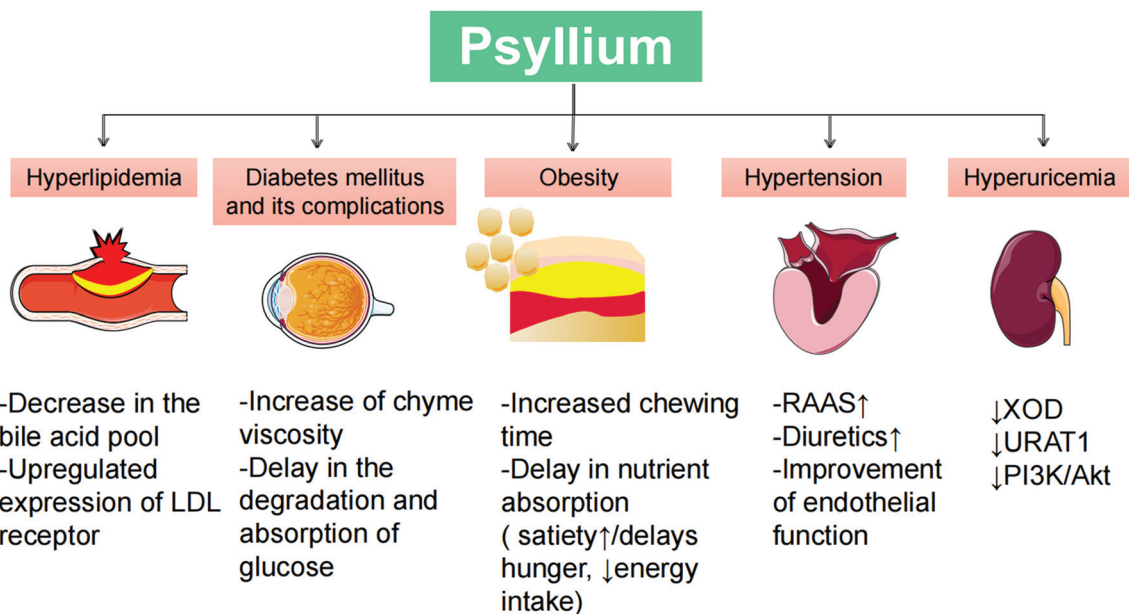 Psyllium
Hyperlipidemia
Diabetes mellitus
and its complications
Obesity
Hypertension
Hyperuricemia
-Decrease in the
bile acid pool
-Upregulated
expression of LDL
receptor
-Increase of chyme
viscosity
-Delay in the
degradation and
absorption of
glucose
-Increased chewing
time
-Delay in nutrient
absorption
( satiety↑/delays
hunger, ↓energy
intake)
-RAAS↑
-Diuretics↑
-Improvement
of endothelial
function
↓XOD
↓URAT1
↓PI3K/Akt